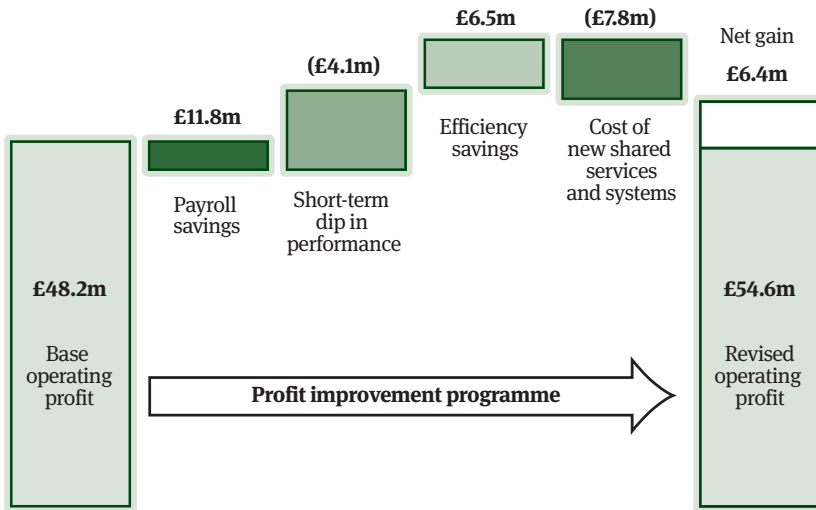 £48.2m
Base
operating
profit
£11.8m
Payroll
savings
(£4.1m)
Short-term
dip in
performance
£6.5m
Efficiency
savings
(£7.8m)
Cost of
new shared
services
and systems
Net gain
£6.4m
£54.6m
Revised
operating
profit
Profit improvement programme